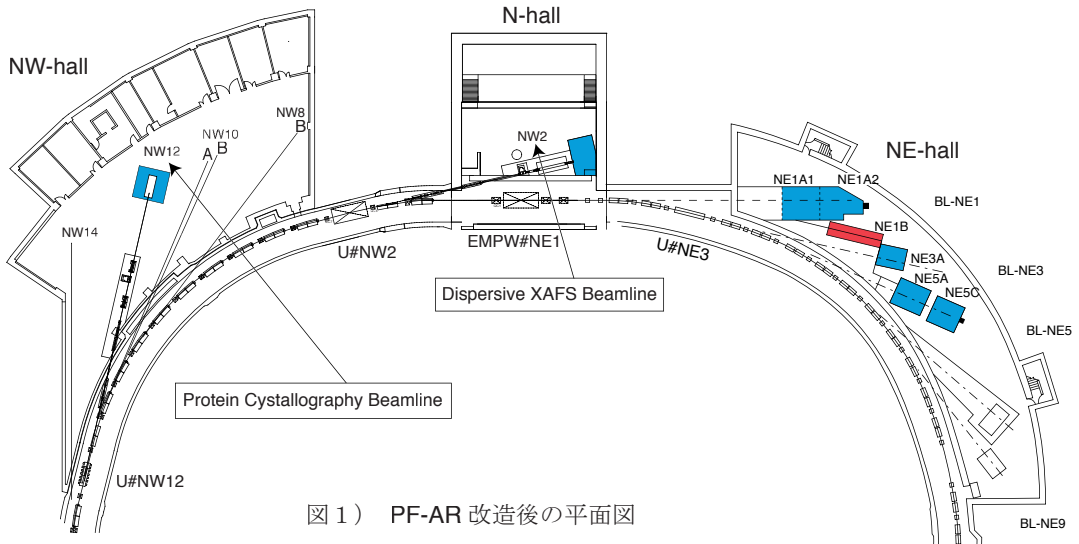 N-hall
NW-hall
NE-hall
NW8
B
NW10
A B
NW12
NW2
NE1A1
NE1A2
BL-NE1
NE1B
NW14
NE3A
BL-NE3
U#NW2
EMPW#NE1
U#NE3
NE5A
NE5C
Dispersive XAFS Beamline
BL-NE5
Protein Cystallography Beamline
U#NW12
図１） PF-AR 改造後の平面図
BL-NE9